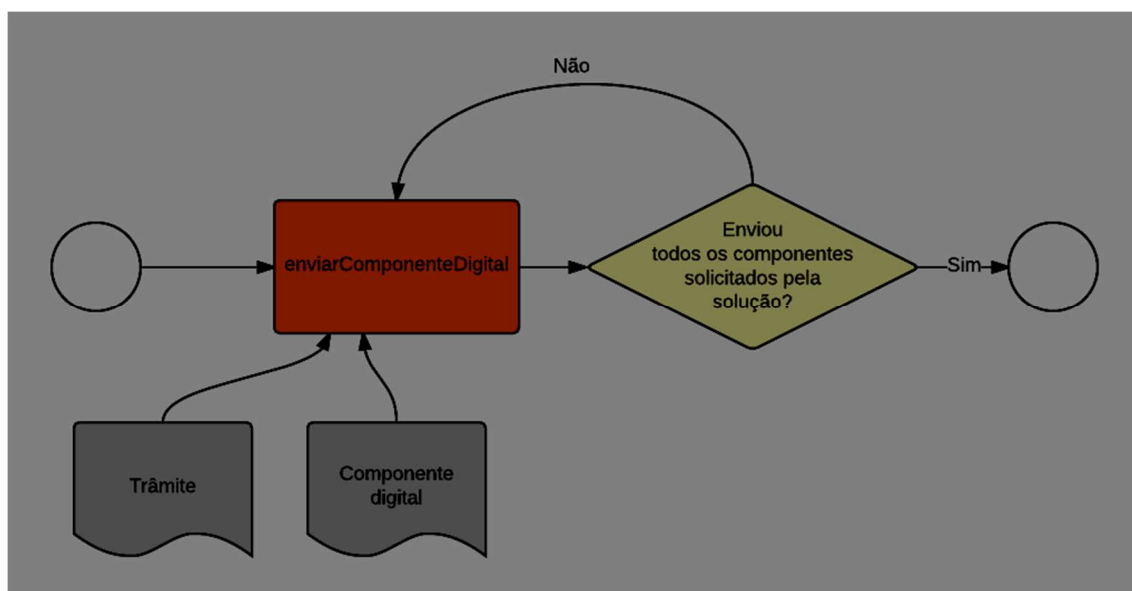 Não
Enviou
todos os componentes
solicitados pela
solução?
enviarComponenteDigital
Sim
Trâmite
Componente
digital